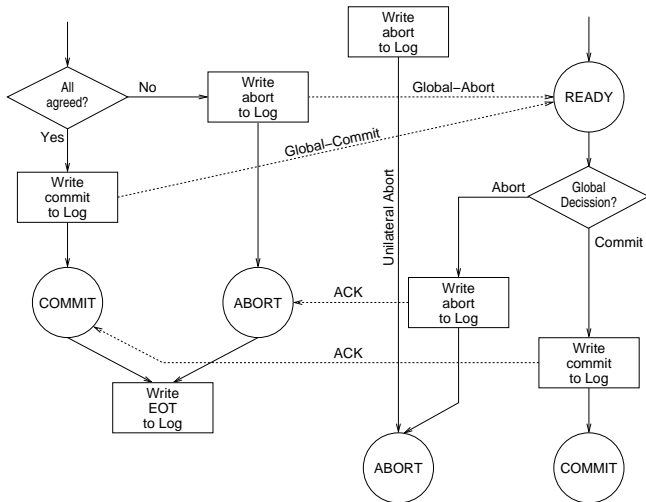 Write
abort
to Log
All
agreed?
No
Write
abort
to Log
Global-Abort
READY
Yes
Global-Commit
Write
commit
to Log
Unilateral Abort
Abort
Global
Decission?
Commit
COMMIT
ABORT
ACK
Write
abort
to Log
ACK
Write
commit
to Log
Write
EOT
to Log
ABORT
COMMIT